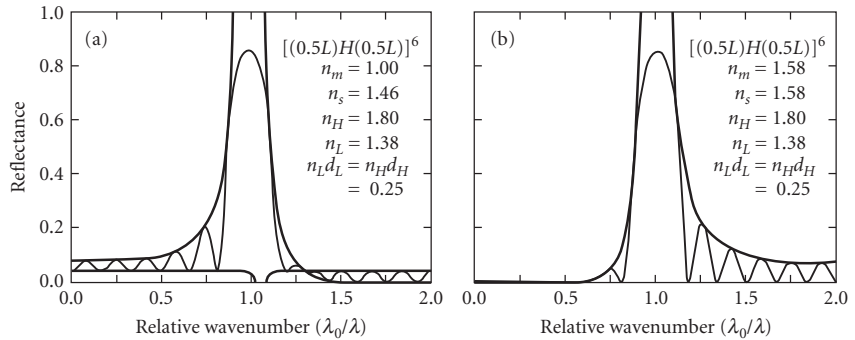 (a)
[(0.5L)H(0.5L)]⁶
n_m = 1.00
n_s = 1.46
n_H = 1.80
n_L = 1.38
n_L d_L = n_H d_H
= 0.25
Reflectance
1.0
0.8
0.6
0.4
0.2
0.0
0.0 0.5 1.0 1.5 2.0
Relative wavenumber (λ₀/λ)
(b)
[(0.5L)H(0.5L)]⁶
n_m = 1.58
n_s = 1.58
n_H = 1.80
n_L = 1.38
n_L d_L = n_H d_H
= 0.25
0.0 0.5 1.0 1.5 2.0
Relative wavenumber (λ₀/λ)